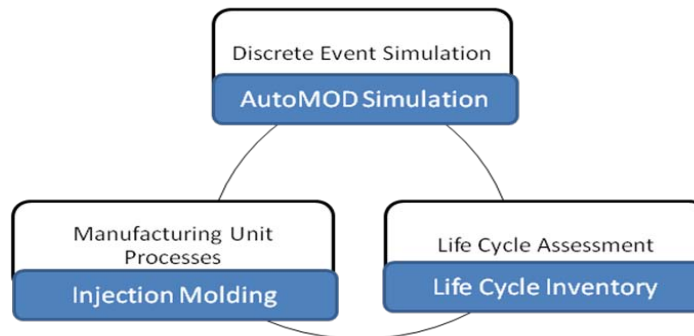 Discrete Event Simulation
AutoMOD Simulation
Manufacturing Unit
Processes
Injection Molding
Life Cycle Assessment
Life Cycle Inventory